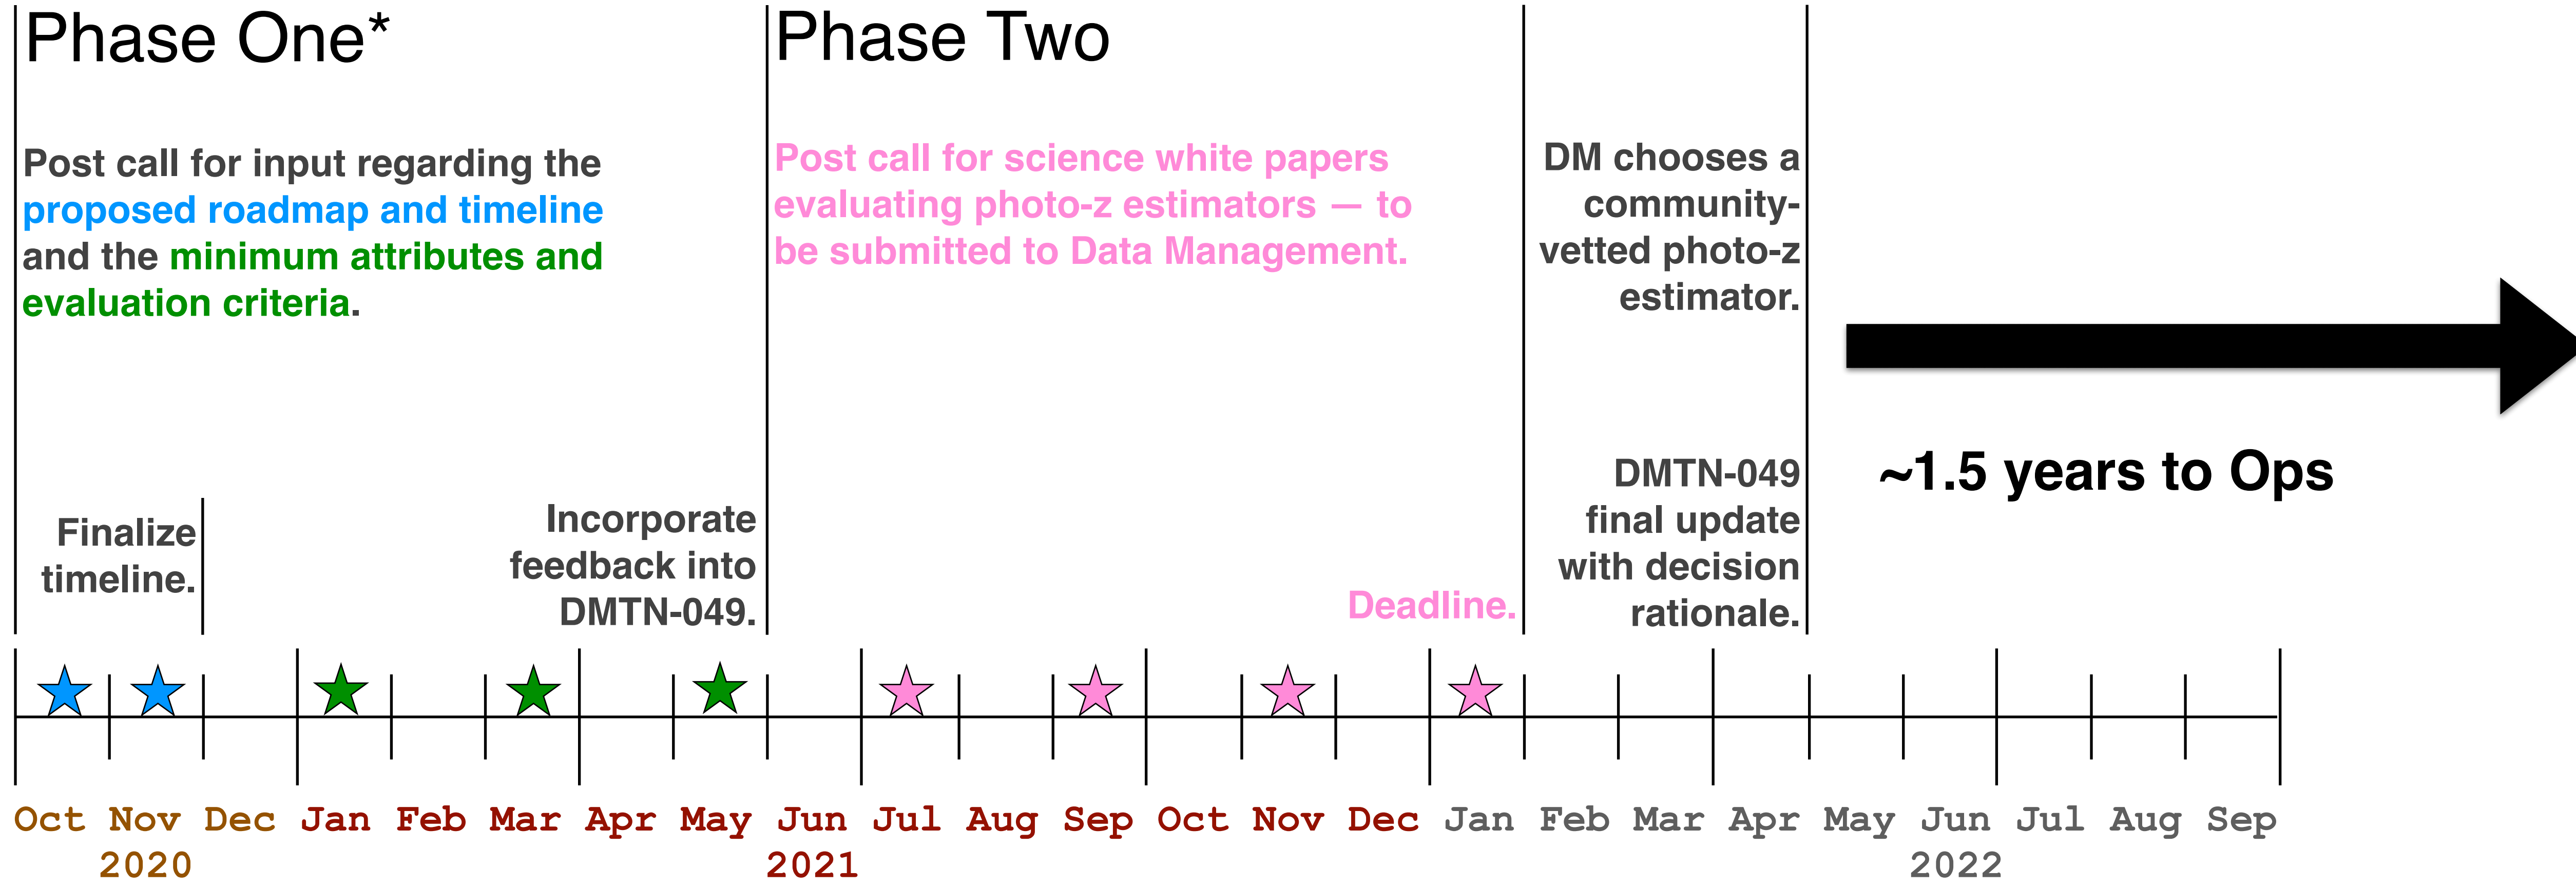 Phase One*
Post call for input regarding the
proposed roadmap and timeline
and the minimum attributes and
evaluation criteria.
Finalize
timeline.
Incorporate
feedback into
DMTN-049.
Phase Two
Post call for science white papers
evaluating photo-z estimators — to
be submitted to Data Management.
Deadline.
DM chooses a
community-
vetted photo-z
estimator.
DMTN-049
final update
with decision
rationale.
~1.5 years to Ops
Oct Nov Dec Jan Feb Mar Apr May Jun Jul Aug Sep Oct Nov Dec Jan Feb Mar Apr May Jun Jul Aug Sep
2020 2021 2022